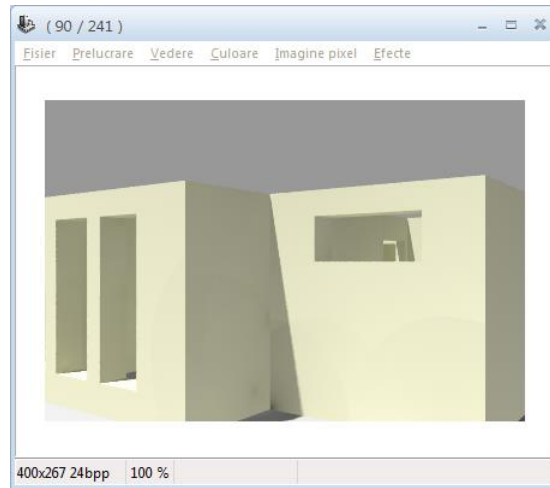 ( 90 / 241 )
Fisier Prelucrare Vedere Culoare Imagine pixel Efecte
400x267 24bpp 100 %